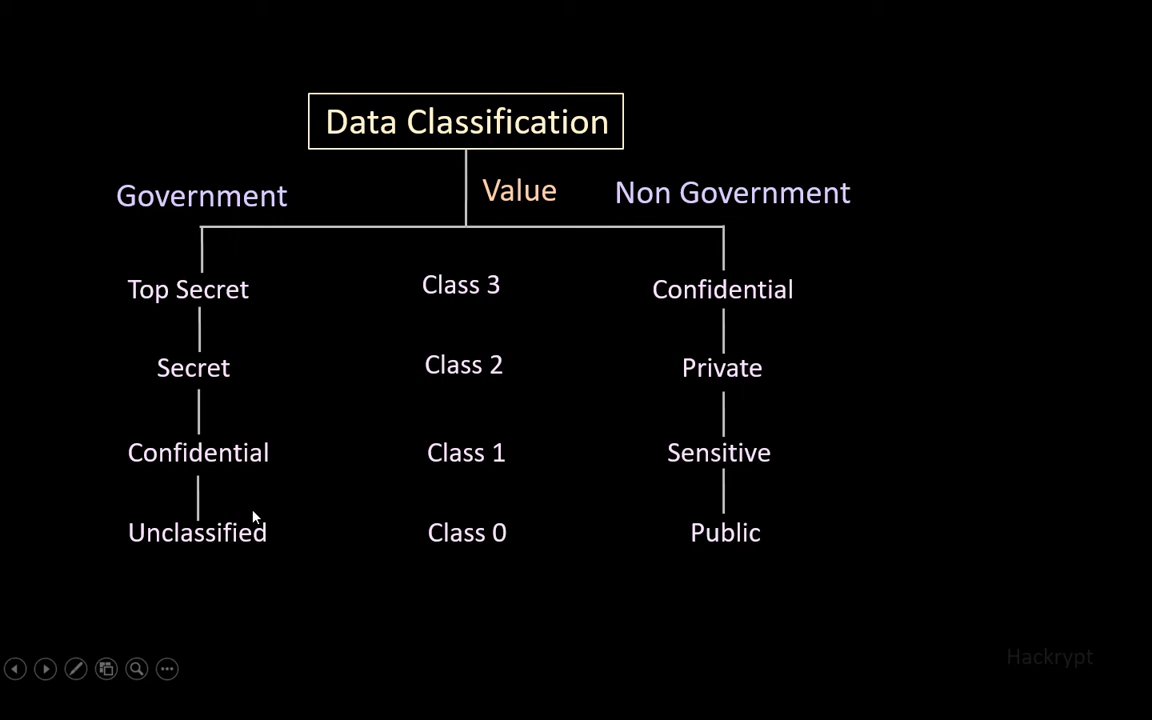 Data Classification
Government Value Non Government
Top Secret Class 3 Confidential
Secret Class 2 Private
Confidential Class 1 Sensitive
Unclassified Class 0 Public
Hackrypt